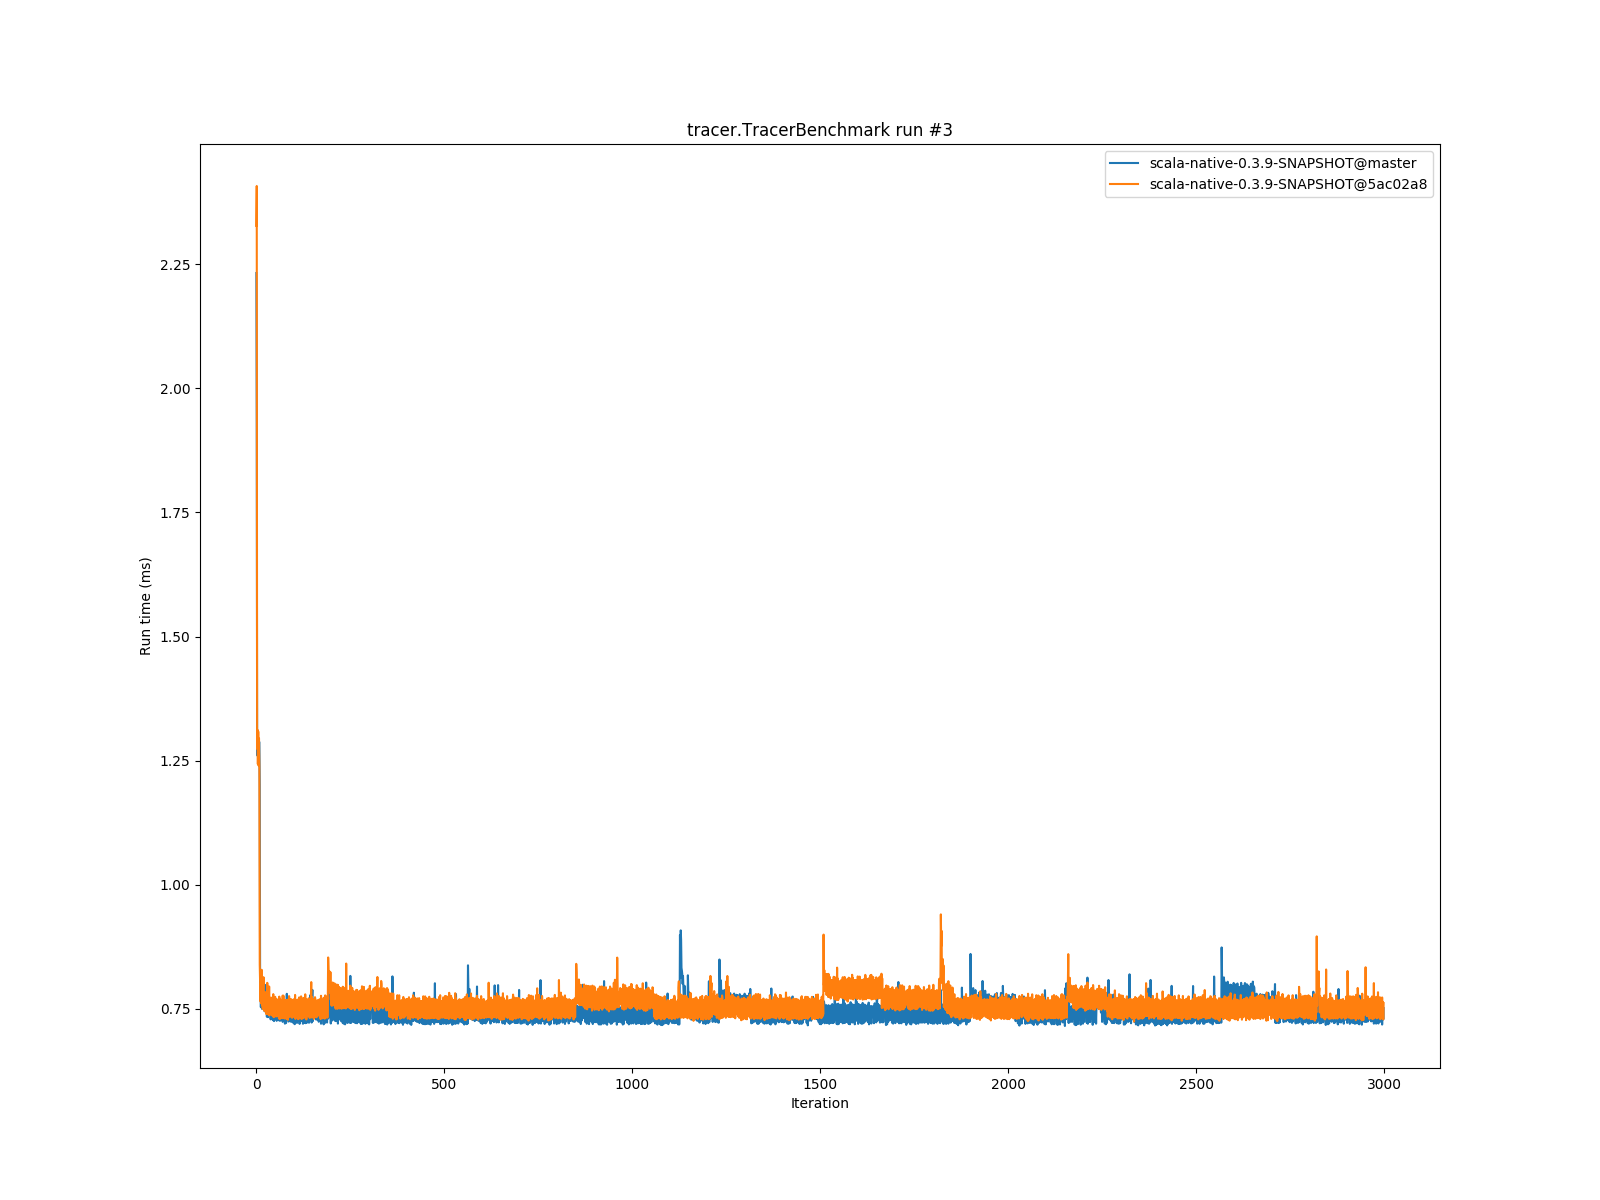 tracer.TracerBenchmark run #3
scala-native-0.3.9-SNAPSHOT@master
scala-native-0.3.9-SNAPSHOT@5ac02a8
2.25
2.00
1.75
1.50
1.25
1.00
0.75
Run time (ms)
0
500
1000
1500
2000
2500
3000
Iteration